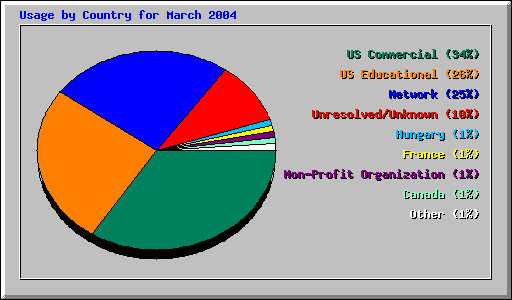 Usage by Country for March 2004
US Commercial (34%)
US Educational (26%)
Network (25%)
Unresolved/Unknown (10%)
Hungary (1%)
France (1%)
Non-Profit Organization (1%)
Canada (1%)
Other (1%)